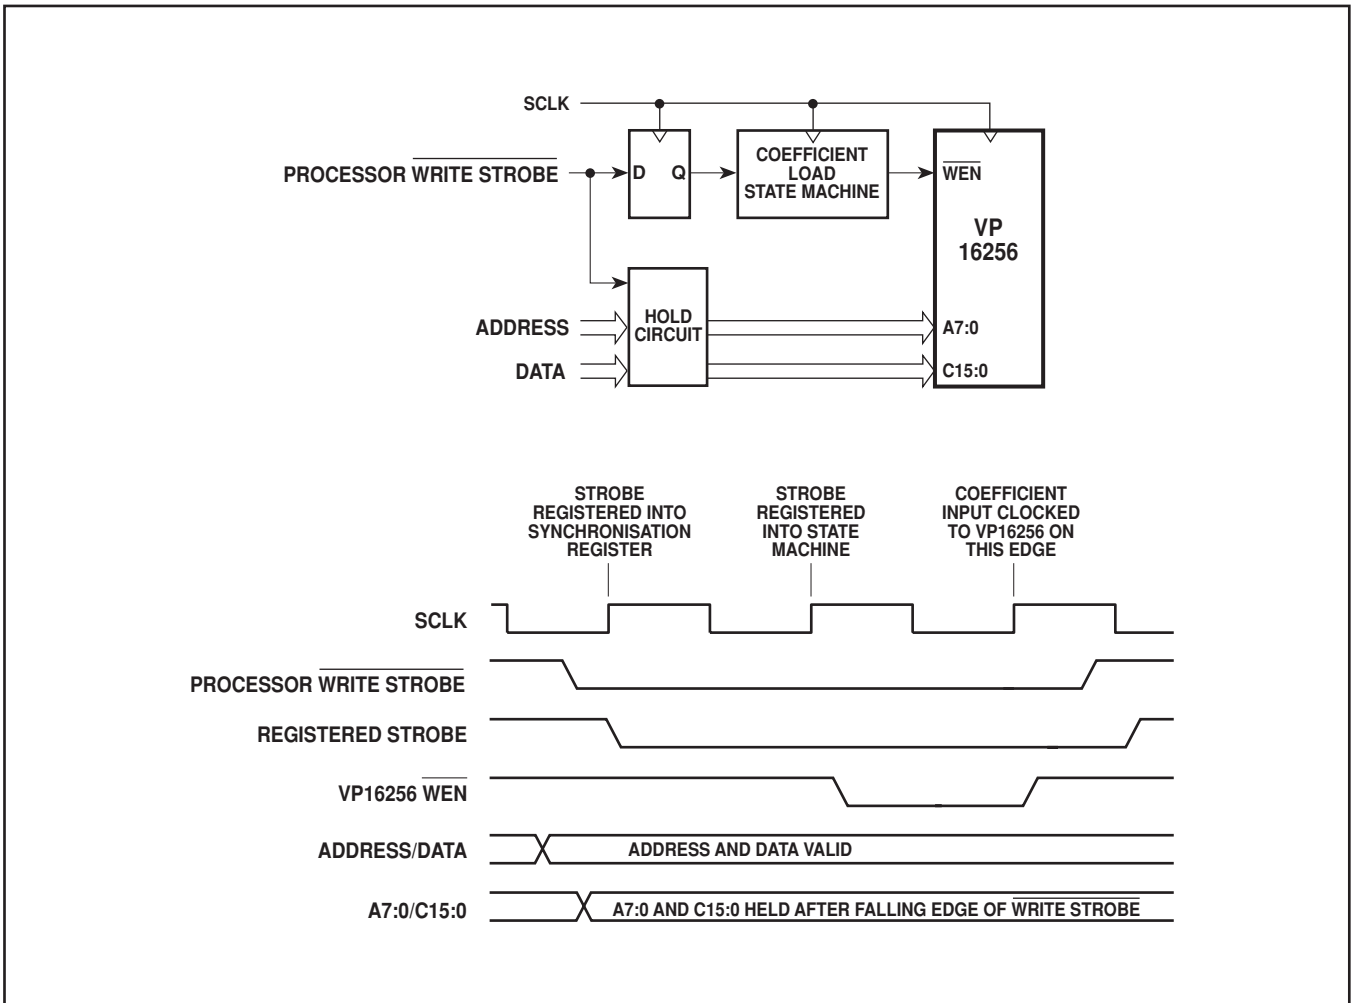 SCLK
PROCESSOR WRITE STROBE
D Q
COEFFICIENT
LOAD
STATE MACHINE
WEN
VP
16256
HOLD
CIRCUIT
ADDRESS
A7:0
DATA
C15:0
STROBE
REGISTERED INTO
SYNCHRONISATION
REGISTER
STROBE
REGISTERED
INTO STATE
MACHINE
COEFFICIENT
INPUT CLOCKED
TO VP16256 ON
THIS EDGE
SCLK
PROCESSOR WRITE STROBE
REGISTERED STROBE
VP16256 WEN
ADDRESS/DATA
ADDRESS AND DATA VALID
A7:0/C15:0
A7:0 AND C15:0 HELD AFTER FALLING EDGE OF WRITE STROBE